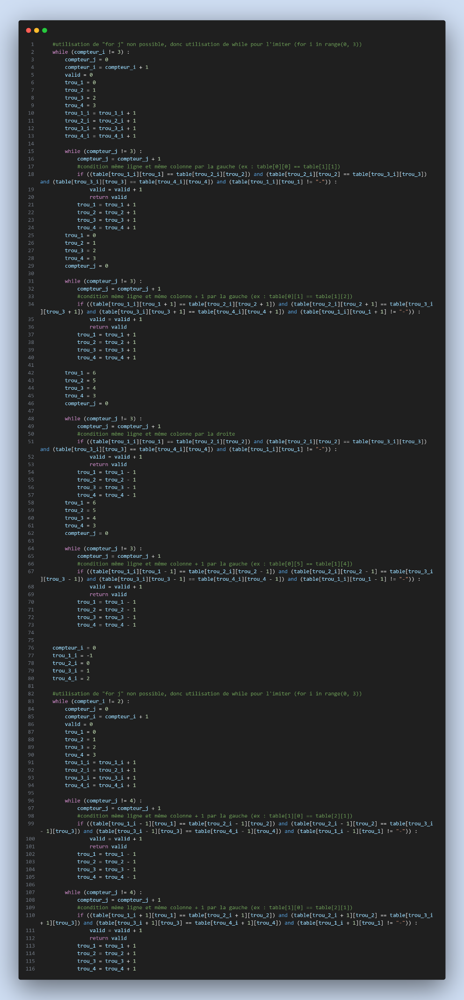 1 #utilisation de "for j" non possible, donc utilisation de while pour l'imiter (for i in range(0, 3))
2 while (compteur_i != 3) :
3 compteur_j = 0
4 compteur_i = compteur_i + 1
5 valid = 0
6 trou_1 = 0
7 trou_2 = 1
8 trou_3 = 2
9 trou_4 = 3
10 trou_1_i = trou_1_i + 1
11 trou_2_i = trou_2_i + 1
12 trou_3_i = trou_3_i + 1
13 trou_4_i = trou_4_i + 1
14
15 while (compteur_j != 3) :
16 compteur_j = compteur_j + 1
17 #condition même ligne et même colonne par la gauche (ex : table[0][0] == table[1][1])
18 if ((table[trou_1_i][trou_1] == table[trou_2_i][trou_2]) and (table[trou_2_i][trou_2] == table[trou_3_i][trou_3])
and (table[trou_3_i][trou_3] == table[trou_4_i][trou_4]) and (table[trou_1_i][trou_1] != "-")) :
19 valid = valid + 1
20 return valid
21 trou_1 = trou_1 + 1
22 trou_2 = trou_2 + 1
23 trou_3 = trou_3 + 1
24 trou_4 = trou_4 + 1
25 trou_1 = 0
26 trou_2 = 1
27 trou_3 = 2
28 trou_4 = 3
29 compteur_j = 0
30
31 while (compteur_j != 3) :
32 compteur_j = compteur_j + 1
33 #condition même ligne et même colonne + 1 par la gauche (ex : table[0][1] == table[1][2])
34 if ((table[trou_1_i][trou_1 + 1] == table[trou_2_i][trou_2 + 1]) and (table[trou_2_i][trou_2 + 1] == table[trou_3_i
][trou_3 + 1]) and (table[trou_3_i][trou_3 + 1] == table[trou_4_i][trou_4 + 1]) and (table[trou_1_i][trou_1 + 1] != "-")) :
35 valid = valid + 1
36 return valid
37 trou_1 = trou_1 + 1
38 trou_2 = trou_2 + 1
39 trou_3 = trou_3 + 1
40 trou_4 = trou_4 + 1
41
42 trou_1 = 6
43 trou_2 = 5
44 trou_3 = 4
45 trou_4 = 3
46 compteur_j = 0
47
48 while (compteur_j != 3) :
49 compteur_j = compteur_j + 1
50 #condition même ligne et même colonne par la droite
51 if ((table[trou_1_i][trou_1] == table[trou_2_i][trou_2]) and (table[trou_2_i][trou_2] == table[trou_3_i][trou_3])
and (table[trou_3_i][trou_3] == table[trou_4_i][trou_4]) and (table[trou_1_i][trou_1] != "-")) :
52 valid = valid + 1
53 return valid
54 trou_1 = trou_1 - 1
55 trou_2 = trou_2 - 1
56 trou_3 = trou_3 - 1
57 trou_4 = trou_4 - 1
58 trou_1 = 6
59 trou_2 = 5
60 trou_3 = 4
61 trou_4 = 3
62 compteur_j = 0
63
64 while (compteur_j != 3) :
65 compteur_j = compteur_j + 1
66 #condition même ligne et même colonne + 1 par la gauche (ex : table[0][5] == table[1][4])
67 if ((table[trou_1_i][trou_1 - 1] == table[trou_2_i][trou_2 - 1]) and (table[trou_2_i][trou_2 - 1] == table[trou_3_i
][trou_3 - 1]) and (table[trou_3_i][trou_3 - 1] == table[trou_4_i][trou_4 - 1]) and (table[trou_1_i][trou_1 - 1] != "-")) :
68 valid = valid + 1
69 return valid
70 trou_1 = trou_1 - 1
71 trou_2 = trou_2 - 1
72 trou_3 = trou_3 - 1
73 trou_4 = trou_4 - 1
74
75
76 compteur_i = 0
77 trou_1_i = -1
78 trou_2_i = 0
79 trou_3_i = 1
80 trou_4_i = 2
81
82 #utilisation de "for j" non possible, donc utilisation de while pour l'imiter (for i in range(0, 3))
83 while (compteur_i != 2) :
84 compteur_j = 0
85 compteur_i = compteur_i + 1
86 valid = 0
87 trou_1 = 0
88 trou_2 = 1
89 trou_3 = 2
90 trou_4 = 3
91 trou_1_i = trou_1_i + 1
92 trou_2_i = trou_2_i + 1
93 trou_3_i = trou_3_i + 1
94 trou_4_i = trou_4_i + 1
95
96 while (compteur_j != 4) :
97 compteur_j = compteur_j + 1
98 #condition même ligne et même colonne + 1 par la gauche (ex : table[1][0] == table[2][1])
99 if ((table[trou_1_i - 1][trou_1] == table[trou_2_i - 1][trou_2]) and (table[trou_2_i - 1][trou_2] == table[trou_3_i
- 1][trou_3]) and (table[trou_3_i - 1][trou_3] == table[trou_4_i - 1][trou_4]) and (table[trou_1_i - 1][trou_1] != "-")) :
100 valid = valid + 1
101 return valid
102 trou_1 = trou_1 - 1
103 trou_2 = trou_2 - 1
104 trou_3 = trou_3 - 1
105 trou_4 = trou_4 - 1
106
107 while (compteur_j != 4) :
108 compteur_j = compteur_j + 1
109 #condition même ligne et même colonne + 1 par la gauche (ex : table[1][0] == table[2][1])
110 if ((table[trou_1_i + 1][trou_1] == table[trou_2_i + 1][trou_2]) and (table[trou_2_i + 1][trou_2] == table[trou_3_i
+ 1][trou_3]) and (table[trou_3_i + 1][trou_3] == table[trou_4_i + 1][trou_4]) and (table[trou_1_i + 1][trou_1] != "-")) :
111 valid = valid + 1
112 return valid
113 trou_1 = trou_1 + 1
114 trou_2 = trou_2 + 1
115 trou_3 = trou_3 + 1
116 trou_4 = trou_4 + 1